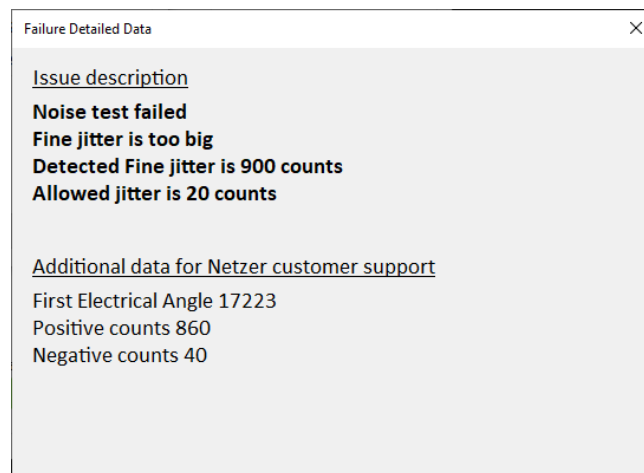 Failure Detailed Data
Issue description
Noise test failed
Fine jitter is too big
Detected Fine jitter is 900 counts
Allowed jitter is 20 counts
Additional data for Netzer customer support
First Electrical Angle 17223
Positive counts 860
Negative counts 40